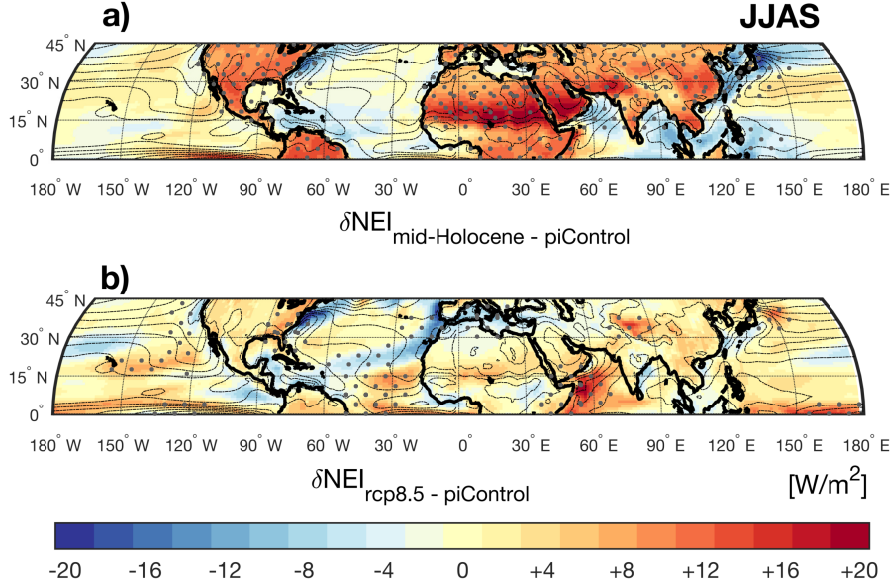 a) JJAS
45° N
30° N
15° N
0°
180° W 150° W 120° W 90° W 60° W 30° W 0° 30° E 60° E 90° E 120° E 150° E 180° E
δNEI mid-Holocene - piControl
b)
45° N
30° N
15° N
0°
180° W 150° W 120° W 90° W 60° W 30° W 0° 30° E 60° E 90° E 120° E 150° E 180° E
δNEI rcp8.5 - piControl [W/m²]
-20 -16 -12 -8 -4 0 +4 +8 +12 +16 +20